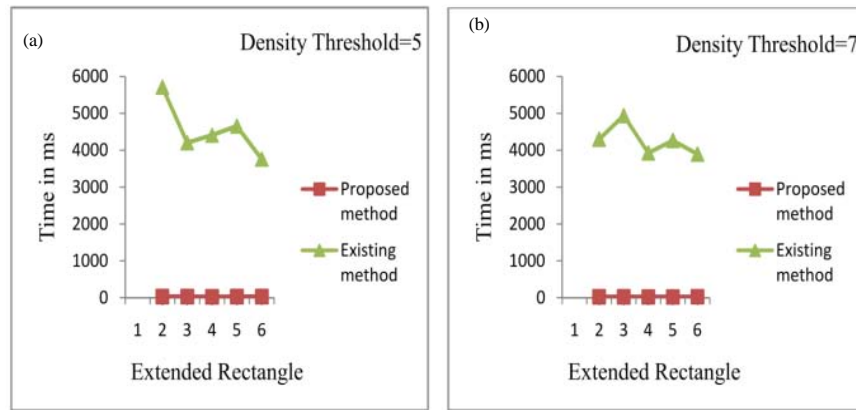 (a)
Density Threshold=5
6000
5000
4000
3000
2000
1000
0
Time in ms
1 2 3 4 5 6
Extended Rectangle
Proposed
method
Existing
method
(b)
Density Threshold=7
6000
5000
4000
3000
2000
1000
0
Time in ms
1 2 3 4 5 6
Extended Rectangle
Proposed
method
Existing
method